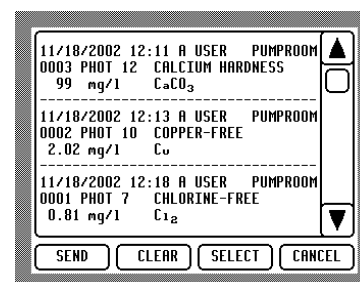 11/18/2002 12:11 A USER PUMPROOM
0003 PHOT 12 CALCIUM HARDNESS
99 mg/l CaCO₃
11/18/2002 12:13 A USER PUMPROOM
0002 PHOT 10 COPPER-FREE
2.02 mg/l Cu
11/18/2002 12:18 A USER PUMPROOM
0001 PHOT 7 CHLORINE-FREE
0.81 mg/l Cl₂
SEND CLEAR SELECT CANCEL